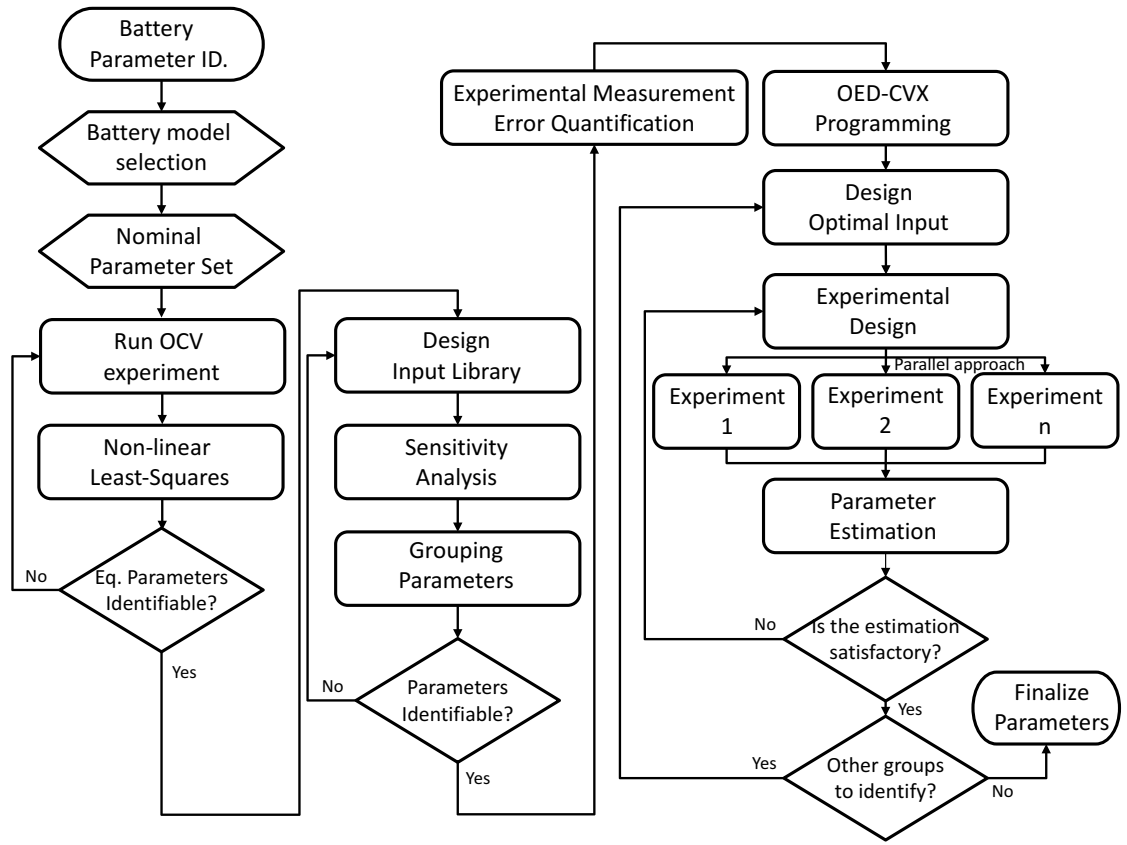 Battery
Parameter ID.
Battery model
selection
Nominal
Parameter Set
Run OCV
experiment
Non-linear
Least-Squares
Eq. Parameters
Identifiable?
No
Yes
Design
Input Library
Sensitivity
Analysis
Grouping
Parameters
Parameters
Identifiable?
No
Yes
Experimental Measurement
Error Quantification
OED-CVX
Programming
Design
Optimal Input
Experimental
Design
Parallel approach
Experiment
1
Experiment
2
Experiment
n
Parameter
Estimation
Is the estimation
satisfactory?
No
Yes
Other groups
to identify?
Yes
No
Finalize
Parameters